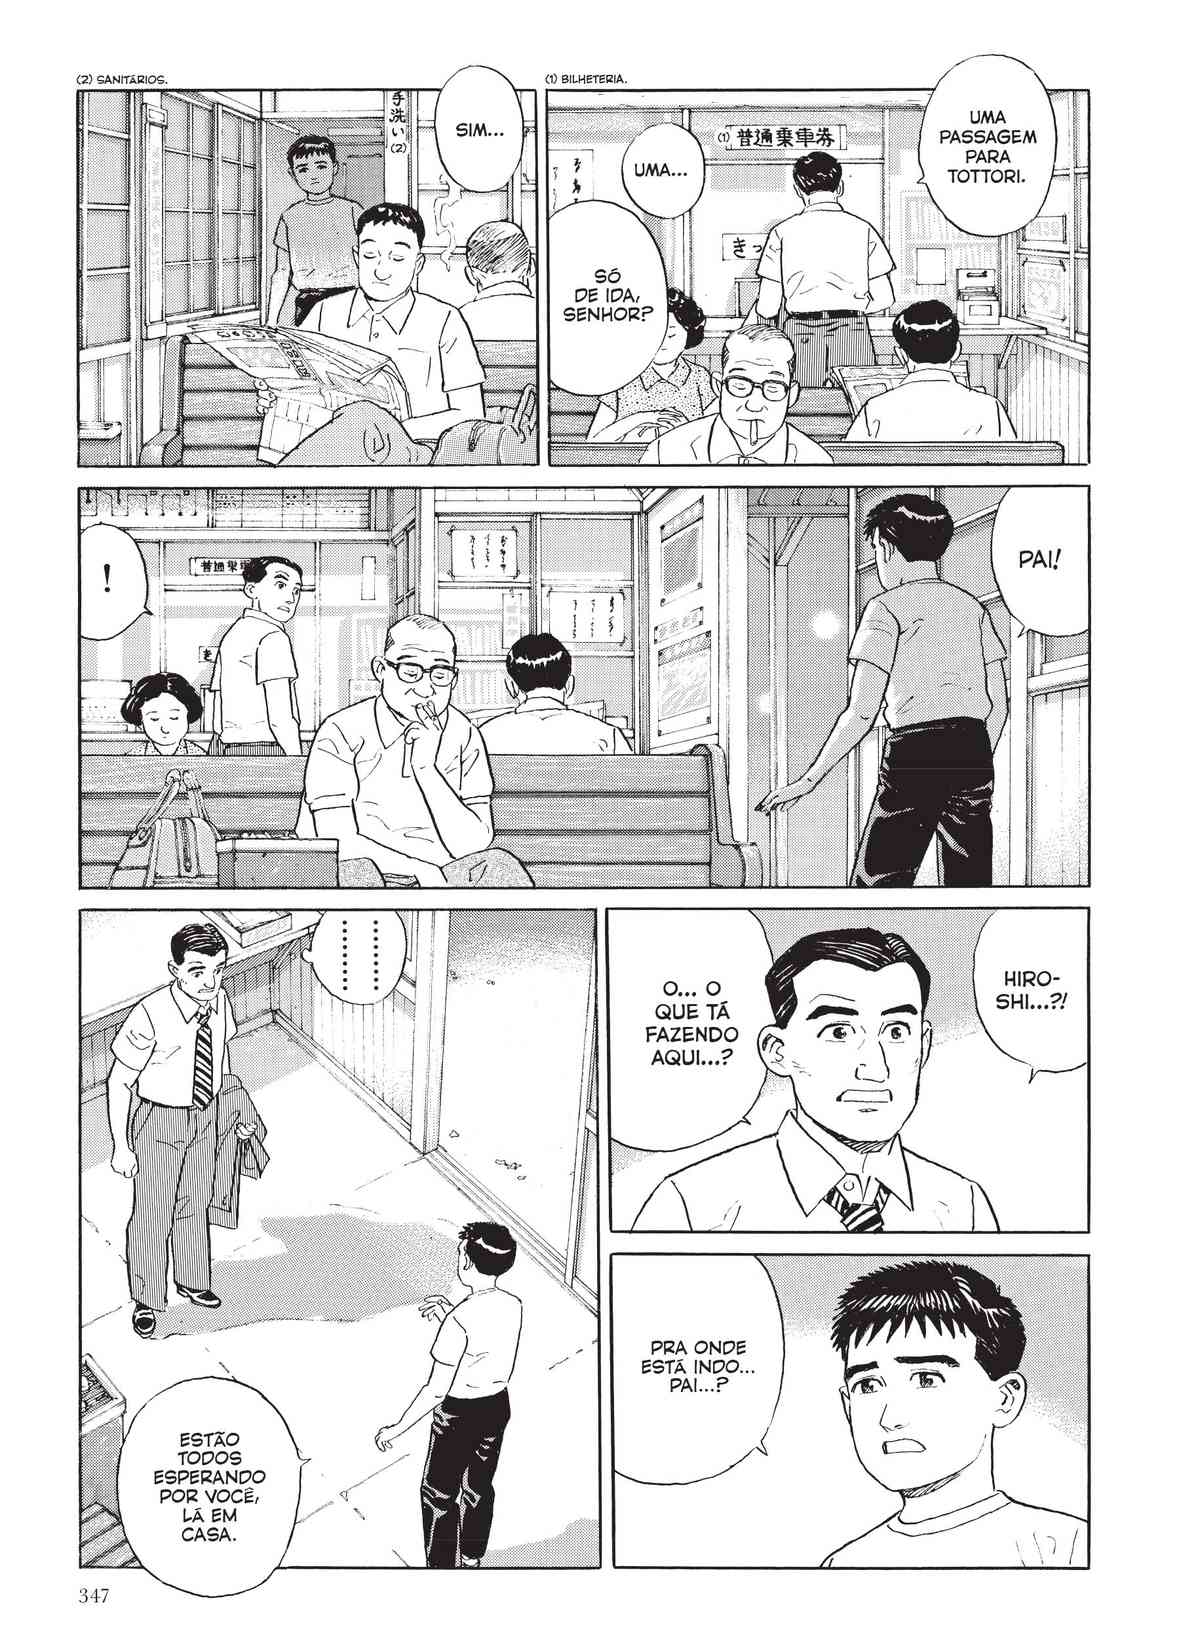 (1) BILHETERIA.
UMA
PASSAGEM
PARA
TOTTORI.
(1) 普通乗車券
きっ
UMA...
SÓ
DE IDA,
SENHOR?
(2) SANITÁRIOS.
SIM...
手洗い
(2)
PAI!
普通乗車
き
!
HIRO-
SHI...?!
O... O
QUE TÁ
FAZENDO
AQUI...?
PRA ONDE
ESTÁ INDO...
PAI...?
ESTÃO
TODOS
ESPERANDO
POR VOCÊ,
LÁ EM
CASA.
347